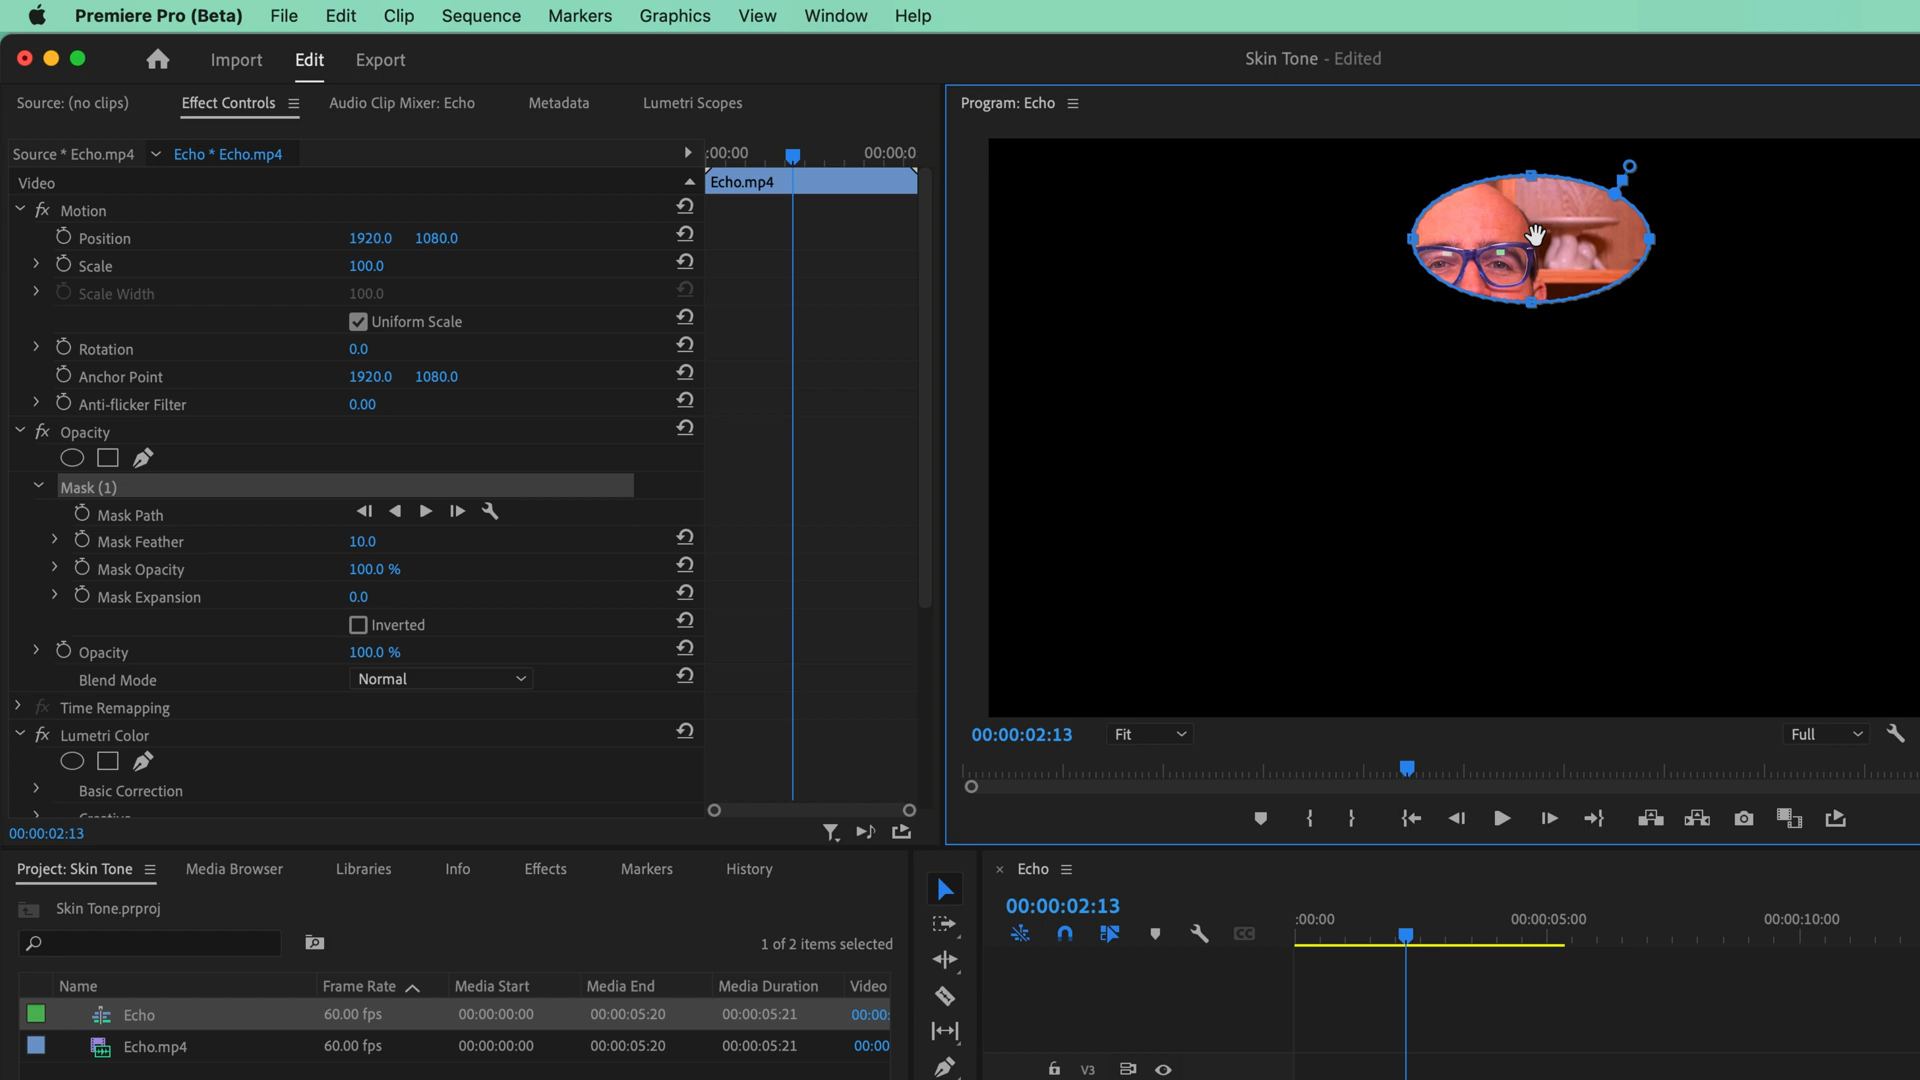 Premiere Pro (Beta) File Edit Clip Sequence Markers Graphics View Window Help
Import Edit Export Skin Tone - Edited
Source: (no clips) Effect Controls Audio Clip Mixer: Echo Metadata Lumetri Scopes
Program: Echo
Source * Echo.mp4 Echo * Echo.mp4 :00:00 00:00:0
Video Echo.mp4
fx Motion
Position 1920.0 1080.0
Scale 100.0
Scale Width 100.0
Uniform Scale
Rotation 0.0
Anchor Point 1920.0 1080.0
Anti-flicker Filter 0.00
fx Opacity
Mask (1)
Mask Path
Mask Feather 10.0
Mask Opacity 100.0 %
Mask Expansion 0.0
Inverted
Opacity 100.0 %
Blend Mode Normal
fx Time Remapping
fx Lumetri Color
Basic Correction
00:00:02:13
00:00:02:13 Fit Full
Project: Skin Tone Media Browser Libraries Info Effects Markers History
Skin Tone.prproj
1 of 2 items selected
Name Frame Rate Media Start Media End Media Duration Video
Echo 60.00 fps 00:00:00:00 00:00:05:20 00:00:05:21 00:00:
Echo.mp4 60.00 fps 00:00:00:00 00:00:05:20 00:00:05:21 00:00
Echo
00:00:02:13
:00:00 00:00:05:00 00:00:10:00
CC
V3